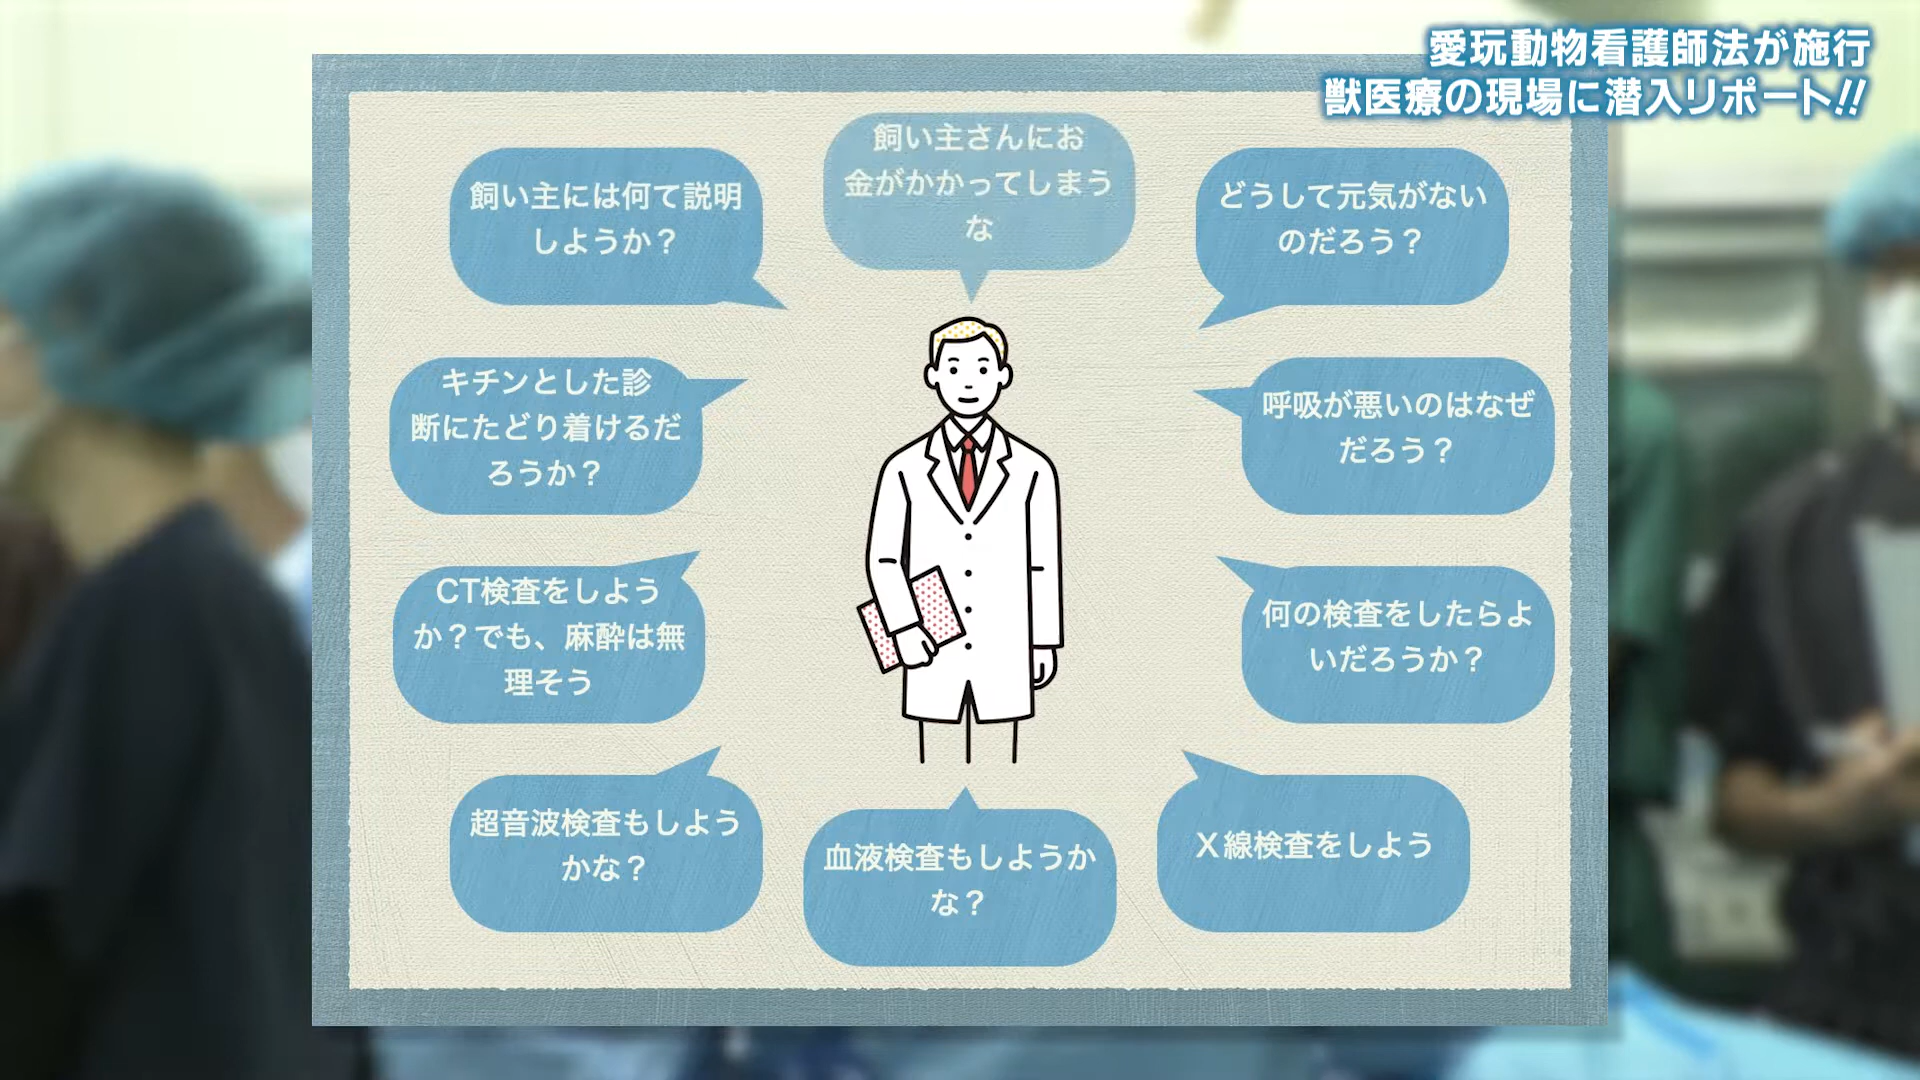 愛玩動物看護師法が施行
獣医療の現場に潜入リポート!!
飼い主さんにお
金がかかってしまう
な
飼い主には何て説明
しようか？
どうして元気がない
のだろう？
キチンとした診
断にたどり着けるだ
ろうか？
呼吸が悪いのはなぜ
だろう？
CT検査をしよう
か？でも、麻酔は無
理そう
何の検査をしたらよ
いだろうか？
超音波検査もしよう
かな？
血液検査もしようか
な？
X線検査をしよう